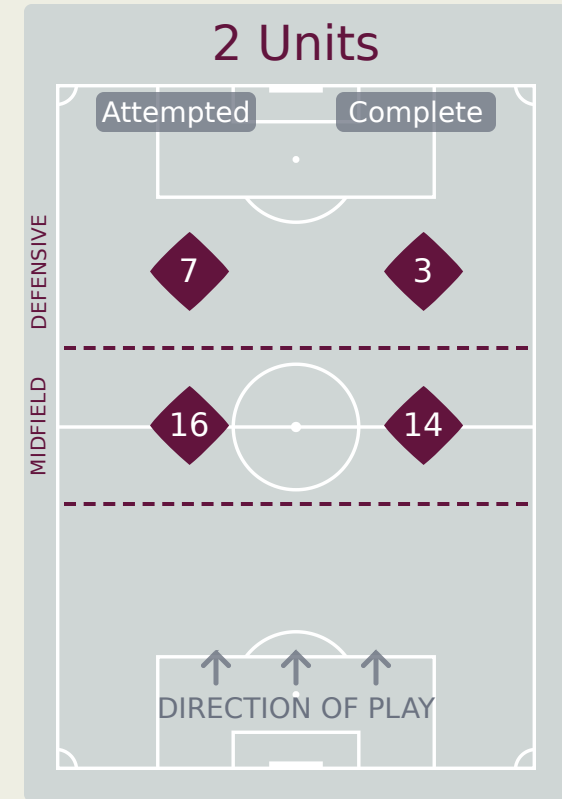 2 Units
Attempted
Complete
DEFENSIVE
7
3
MIDFIELD
16
14
DIRECTION OF PLAY